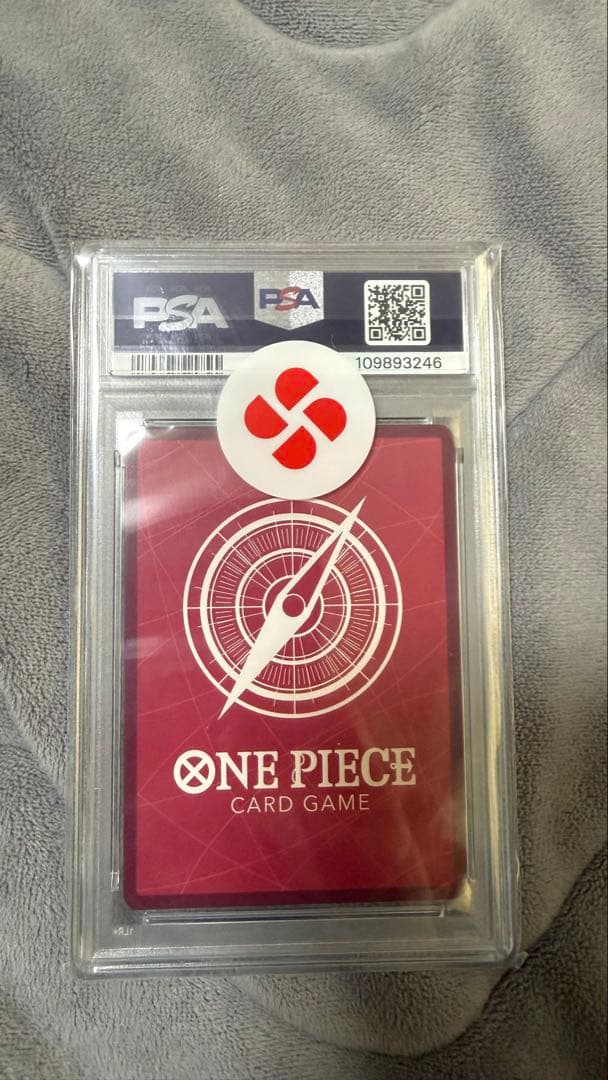 PSA
PSA
109893246
ONE PIECE
CARD GAME